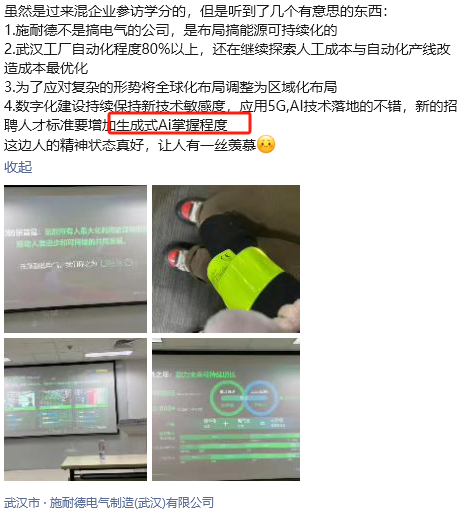 虽然是过来混企业参访学分的，但是听到了几个有意思的东西：
1.施耐德不是搞电气的公司，是布局搞能源可持续化的
2.武汉工厂自动化程度80%以上，还在继续探索人工成本与自动化产线改造成本最优化
3.为了应对复杂的形势将全球化布局调整为区域化布局
4.数字化建设持续保持新技术敏感度，应用5G,AI技术落地的不错，新的招聘人才标准要增加生成式Ai掌握程度
这边人的精神状态真好，让人有一丝羡慕
收起
武汉市 · 施耐德电气制造(武汉)有限公司